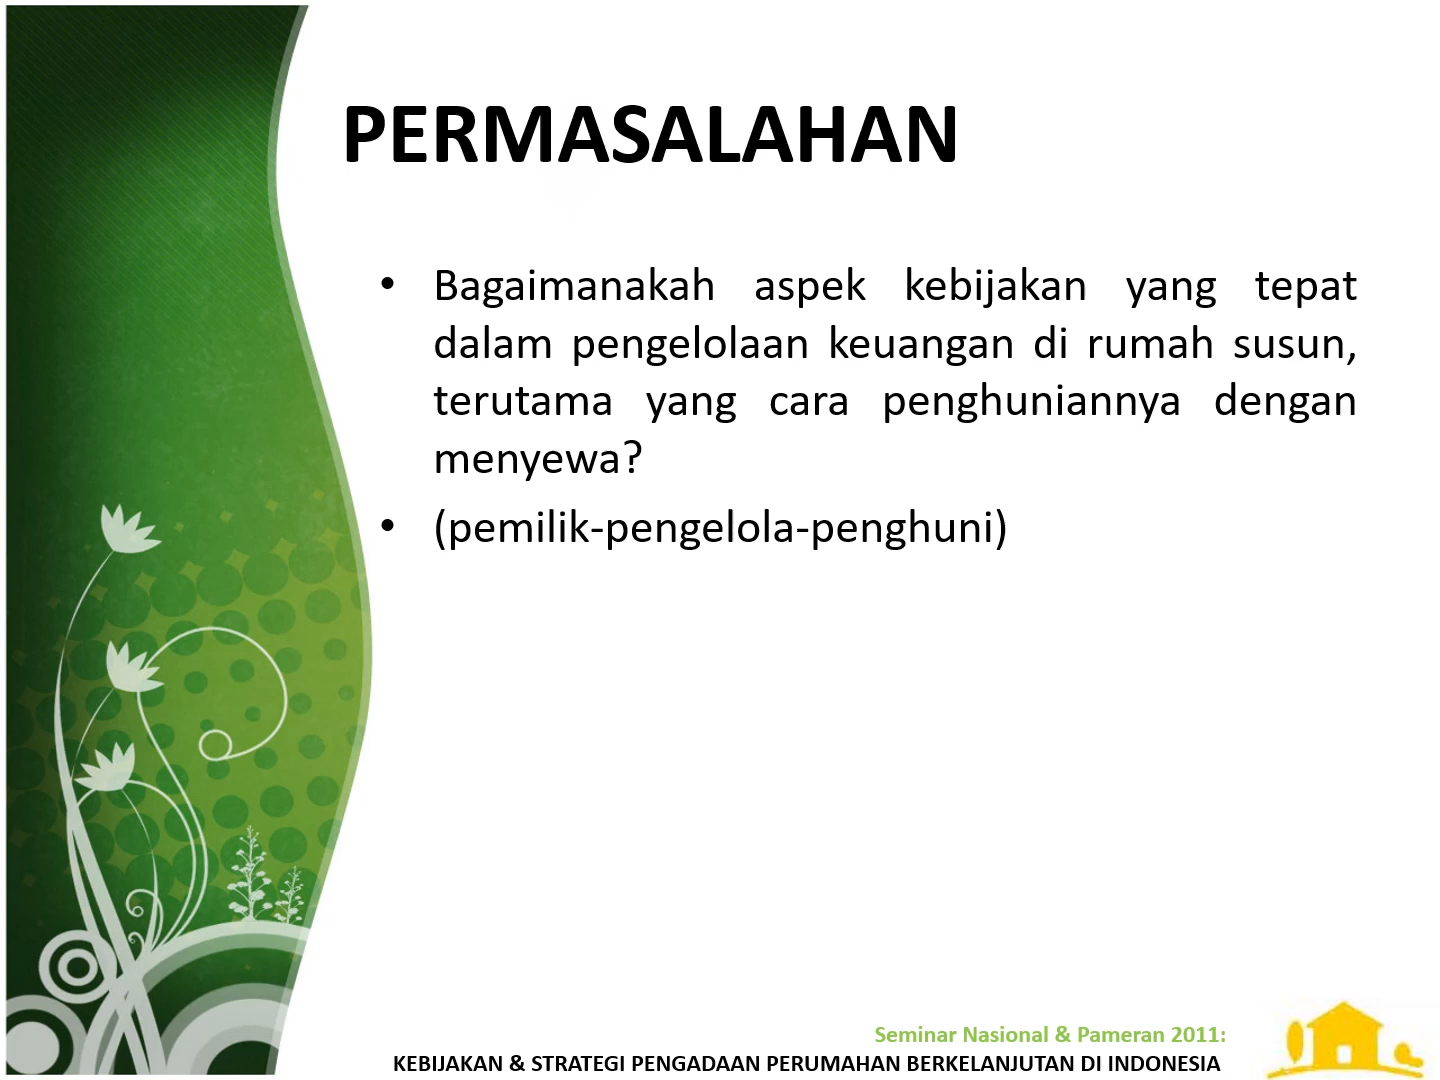 PERMASALAHAN
• Bagaimanakah aspek kebijakan yang tepat
dalam pengelolaan keuangan di rumah susun,
terutama yang cara penghuniannya dengan
menyewa?
• (pemilik-pengelola-penghuni)
Seminar Nasional & Pameran 2011:
KEBIJAKAN & STRATEGI PENGADAAN PERUMAHAN BERKELANJUTAN DI INDONESIA